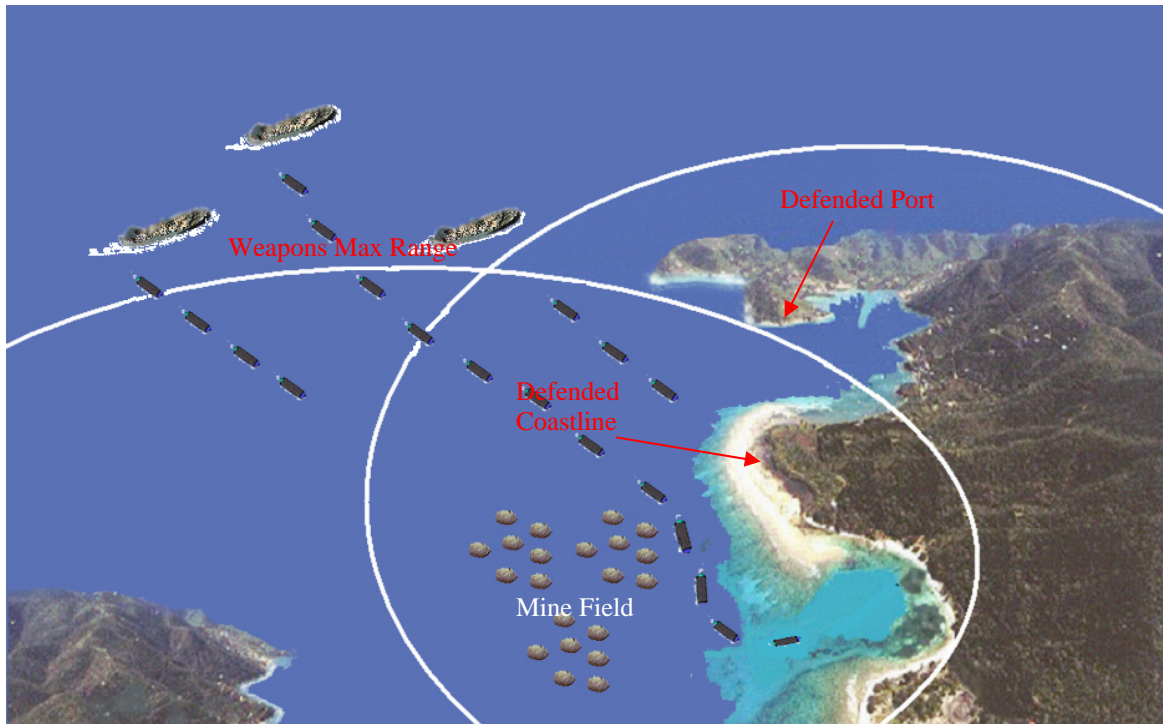 Defended Port
Weapons Max Range
Defended
Coastline
Mine Field